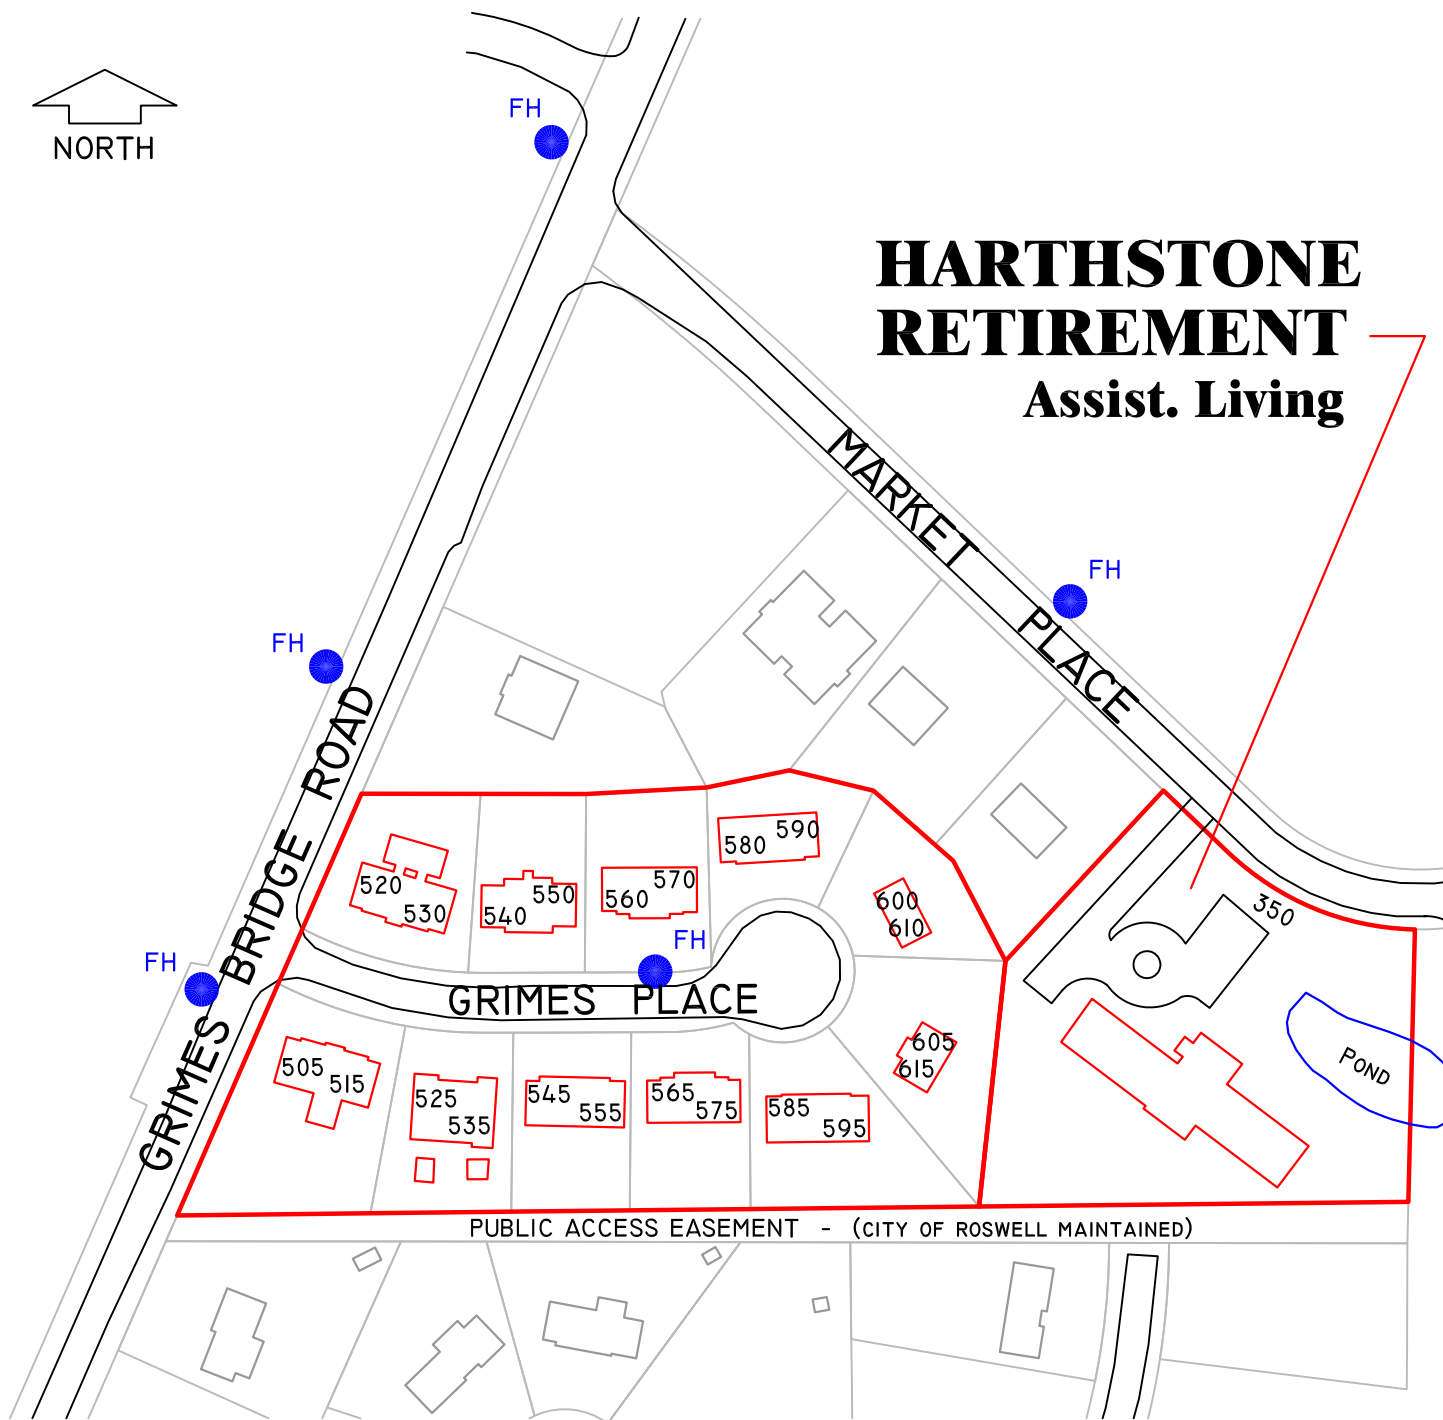 FH
NORTH
HARTHSTONE
RETIREMENT
Assist. Living
MARKET PLACE
FH
FH
GRIMES BRIDGE ROAD
590
580
520
530
550
540
570
560
600
610
350
FH
FH
GRIMES PLACE
605
615
505
515
525
535
545
555
565
575
585
595
POND
PUBLIC ACCESS EASEMENT - (CITY OF ROSWELL MAINTAINED)